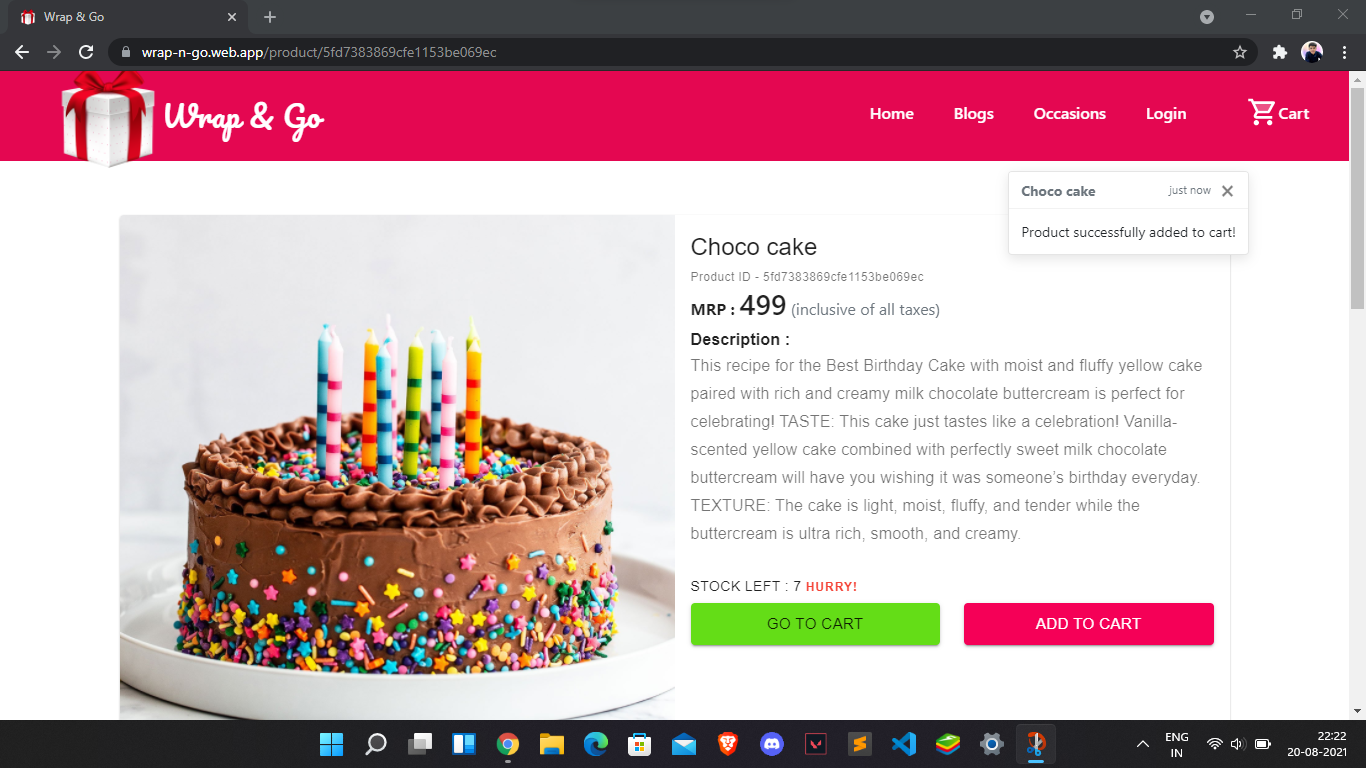 Wrap & Go
wrap-n-go.web.app/product/5fd7383869cfe1153be069ec
Wrap & Go
Home
Blogs
Occasions
Login
Cart
Choco cake
just now
Product successfully added to cart!
Choco cake
Product ID - 5fd7383869cfe1153be069ec
MRP : 499 (inclusive of all taxes)
Description :
This recipe for the Best Birthday Cake with moist and fluffy yellow cake
paired with rich and creamy milk chocolate buttercream is perfect for
celebrating! TASTE: This cake just tastes like a celebration! Vanilla-
scented yellow cake combined with perfectly sweet milk chocolate
buttercream will have you wishing it was someone’s birthday everyday.
TEXTURE: The cake is light, moist, fluffy, and tender while the
buttercream is ultra rich, smooth, and creamy.
STOCK LEFT : 7 HURRY!
GO TO CART
ADD TO CART
ENG
IN
22:22
20-08-2021